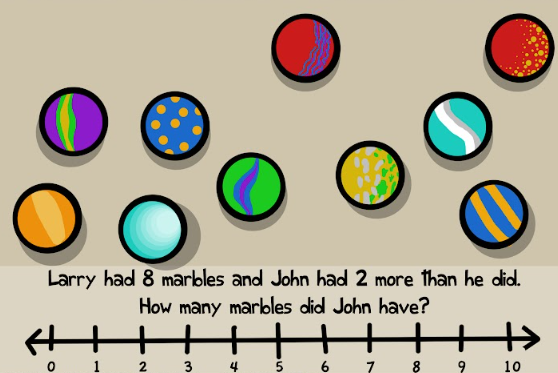 Larry had 8 marbles and John had 2 more than he did.
How many marbles did John have?
0 1 2 3 4 5 6 7 8 9 10